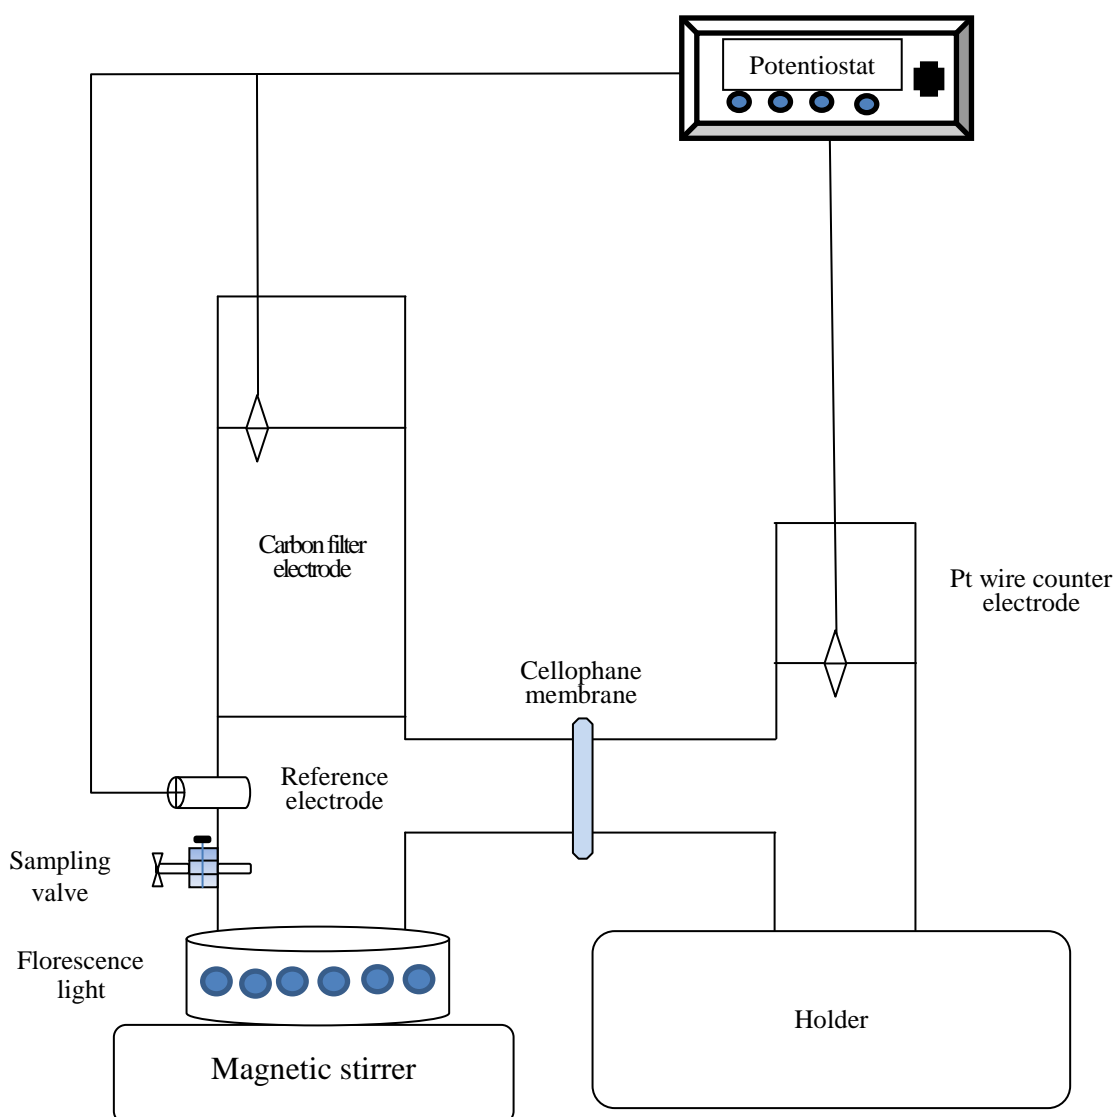 Potentiostat
Carbon filter
electrode
Pt wire counter
electrode
Cellophane
membrane
Reference
electrode
Sampling
valve
Florescence
light
Holder
Magnetic stirrer